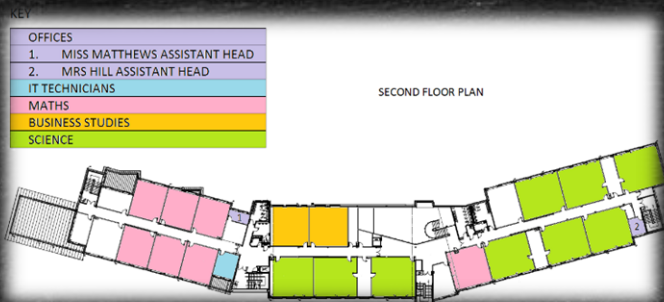 KEY
OFFICES
1. MISS MATTHEWS ASSISTANT HEAD
2. MRS HILL ASSISTANT HEAD
IT TECHNICIANS
MATHS
BUSINESS STUDIES
SCIENCE
SECOND FLOOR PLAN
1
2